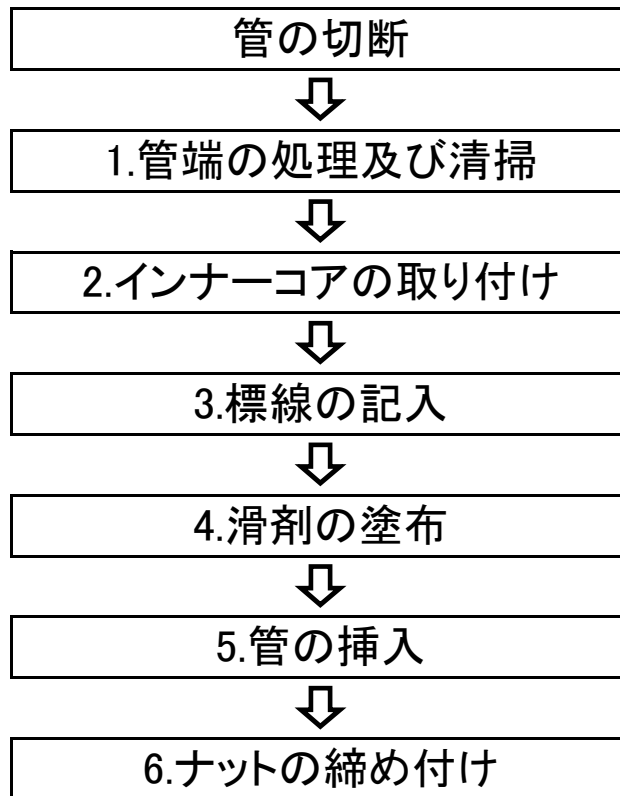 管の切断
1.管端の処理及び清掃
2.インナーコアの取り付け
3.標線の記入
4.滑剤の塗布
5.管の挿入
6.ナットの締め付け